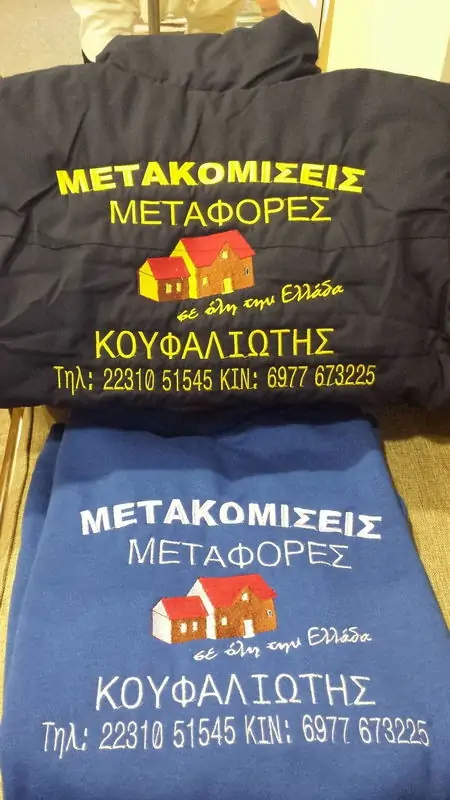 ΜΕΤΑΚΟΜΙΣΕΙΣ
ΜΕΤΑΦΟΡΕΣ
σε όλη την Ελλάδα
ΚΟΥΦΑΛΙΩΤΗΣ
Τηλ: 22310 51545 ΚΙΝ: 6977 673225
ΜΕΤΑΚΟΜΙΣΕΙΣ
ΜΕΤΑΦΟΡΕΣ
σε όλη την Ελλάδα
ΚΟΥΦΑΛΙΩΤΗΣ
Τηλ: 22310 51545 ΚΙΝ: 6977 673225